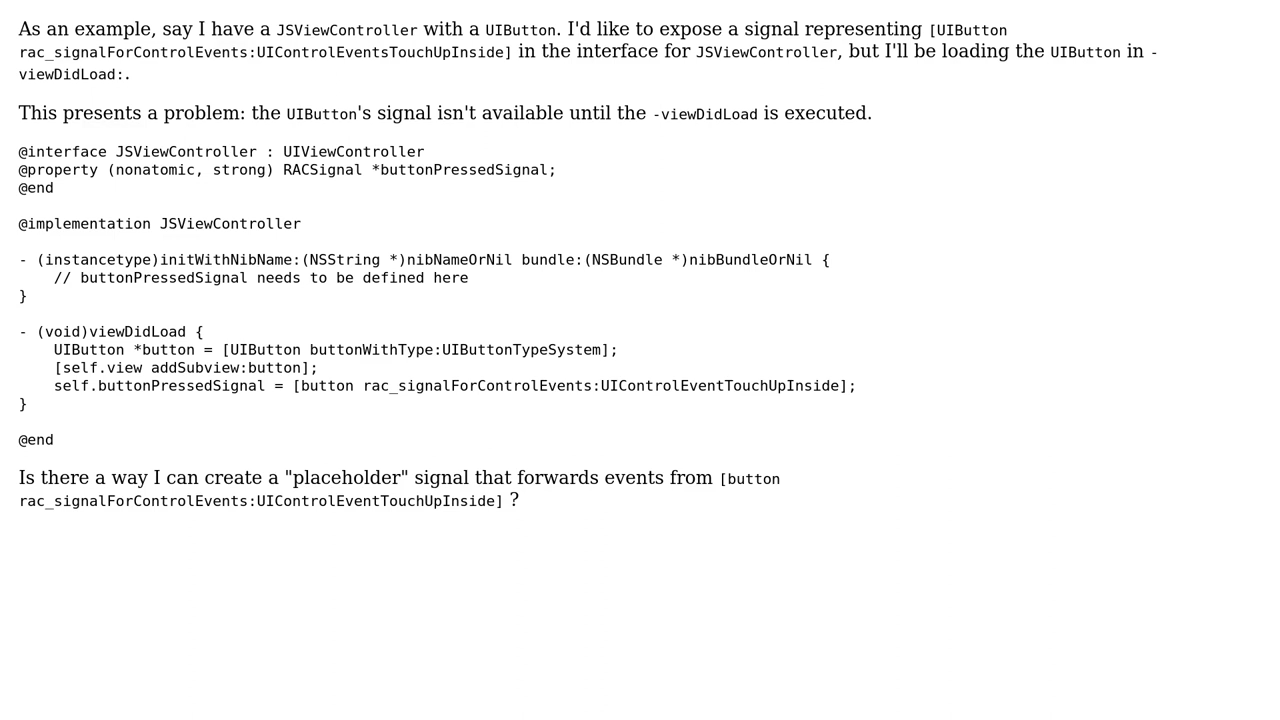 As an example, say I have a JSViewController with a UIButton. I'd like to expose a signal representing [UIButton
rac_signalForControlEvents:UIControlEventsTouchUpInside] in the interface for JSViewController, but I'll be loading the UIButton in -
viewDidLoad:.
This presents a problem: the UIButton's signal isn't available until the -viewDidLoad is executed.
@interface JSViewController : UIViewController
@property (nonatomic, strong) RACSignal *buttonPressedSignal;
@end
@implementation JSViewController
- (instancetype)initWithNibName:(NSString *)nibNameOrNil bundle:(NSBundle *)nibBundleOrNil {
    // buttonPressedSignal needs to be defined here
}
- (void)viewDidLoad {
    UIButton *button = [UIButton buttonWithType:UIButtonTypeSystem];
    [self.view addSubview:button];
    self.buttonPressedSignal = [button rac_signalForControlEvents:UIControlEventTouchUpInside];
}
@end
Is there a way I can create a "placeholder" signal that forwards events from [button
rac_signalForControlEvents:UIControlEventTouchUpInside] ?